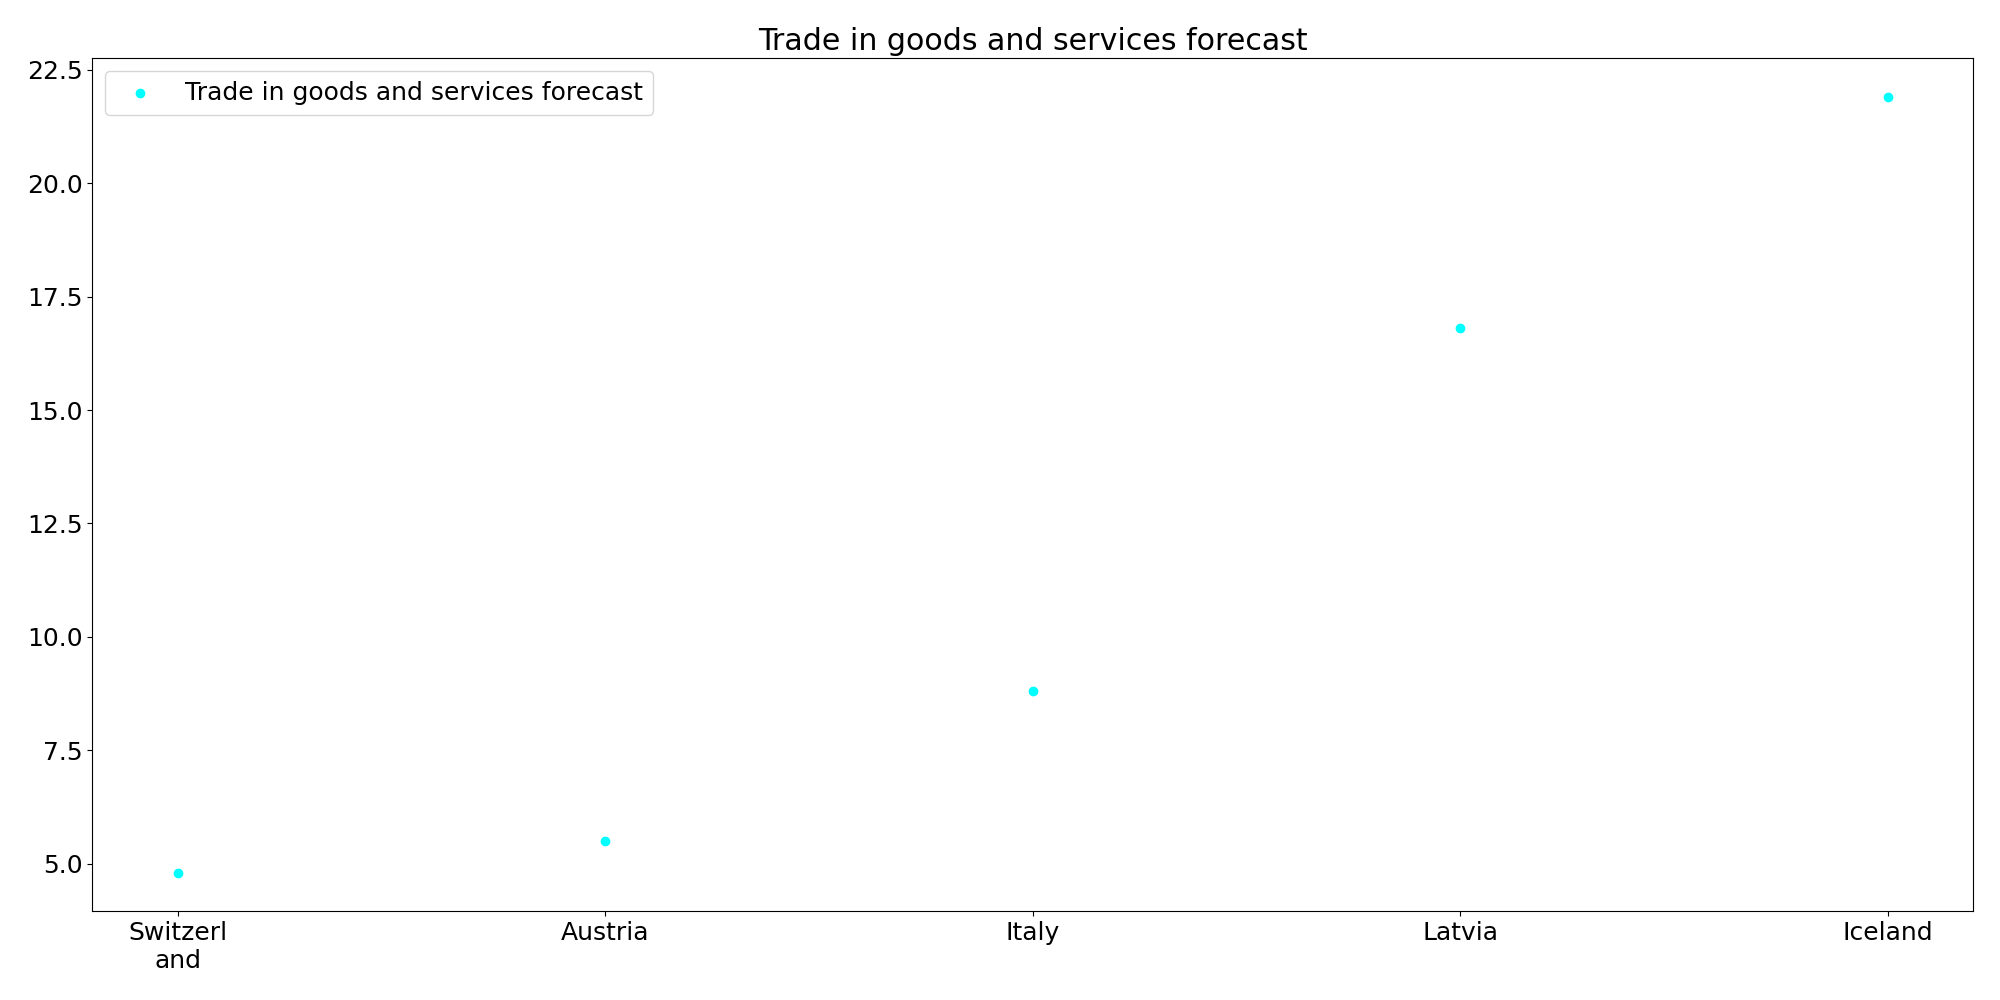 Trade in goods and services forecast
Trade in goods and services forecast
22.5
20.0
17.5
15.0
12.5
10.0
7.5
5.0
Switzerl
and
Austria
Italy
Latvia
Iceland